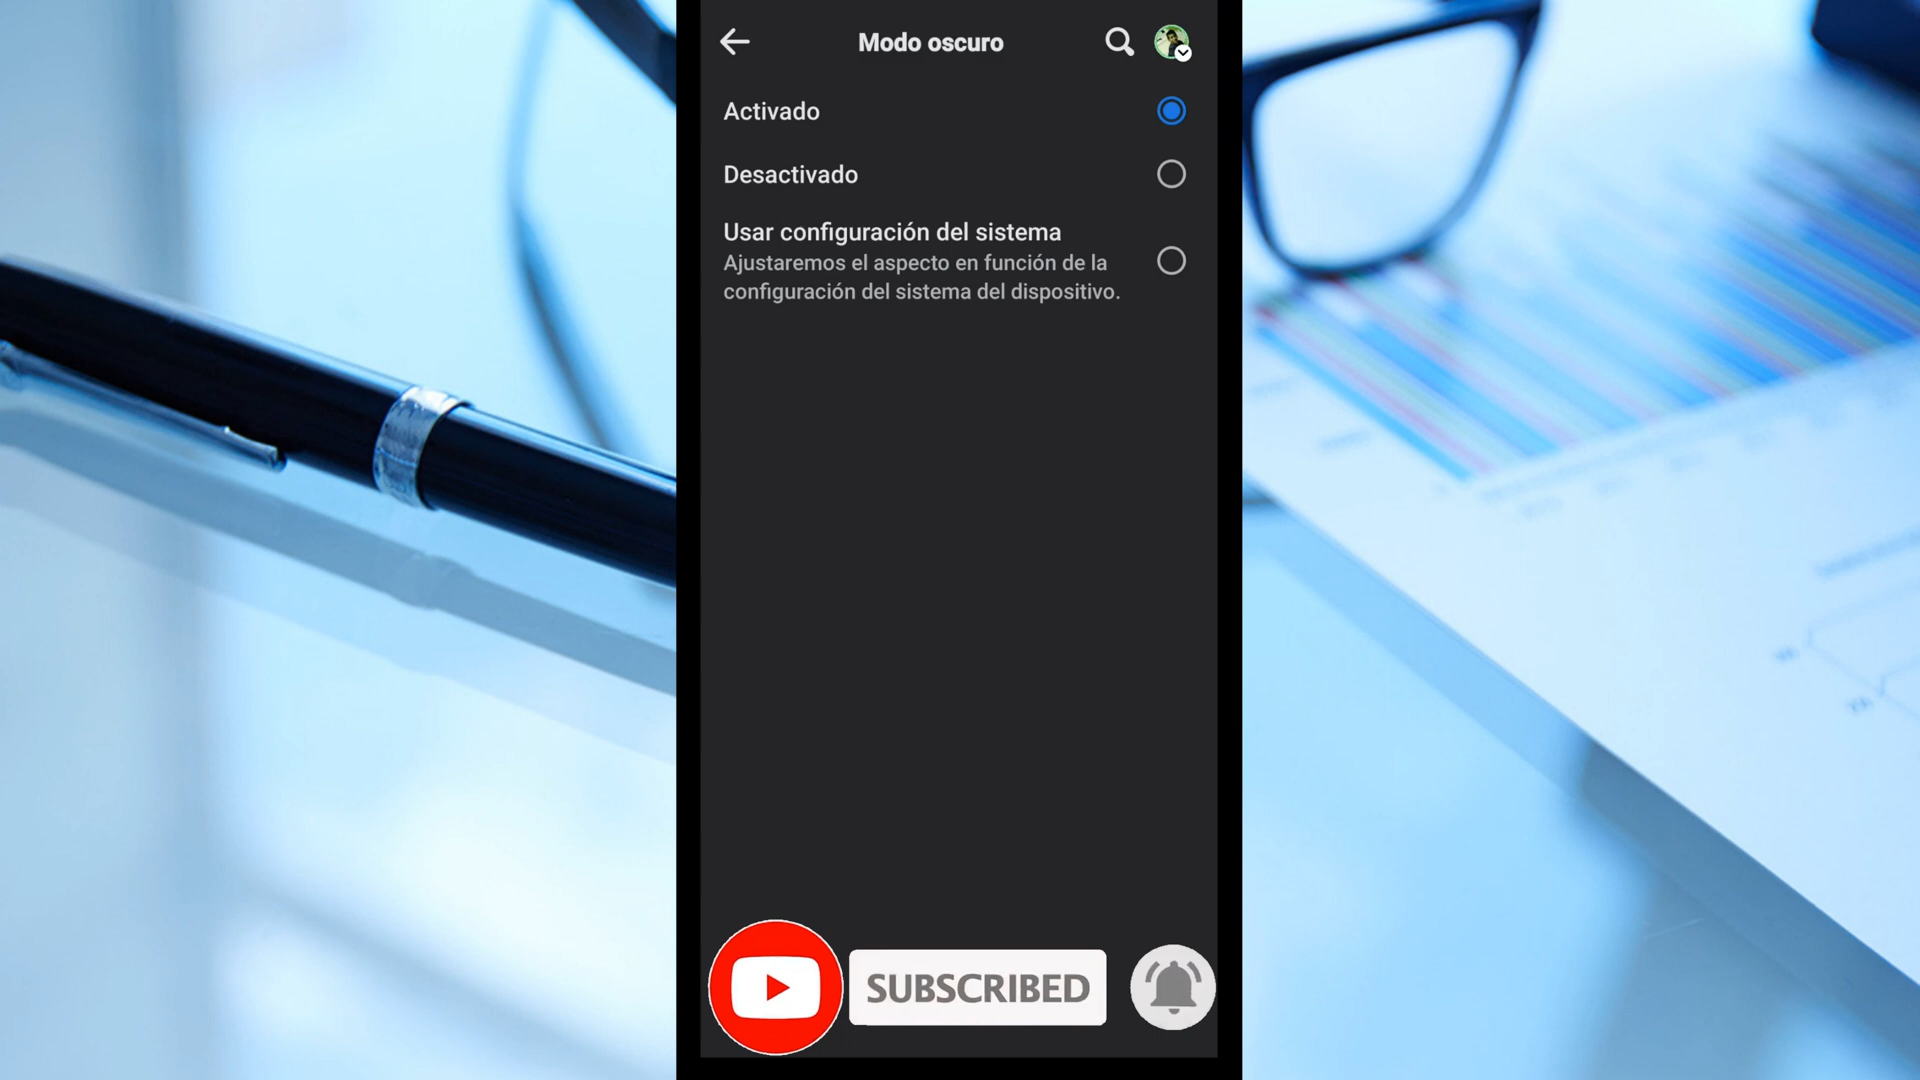 Modo oscuro
Activado
Desactivado
Usar configuración del sistema
Ajustaremos el aspecto en función de la
configuración del sistema del dispositivo.
SUBSCRIBED